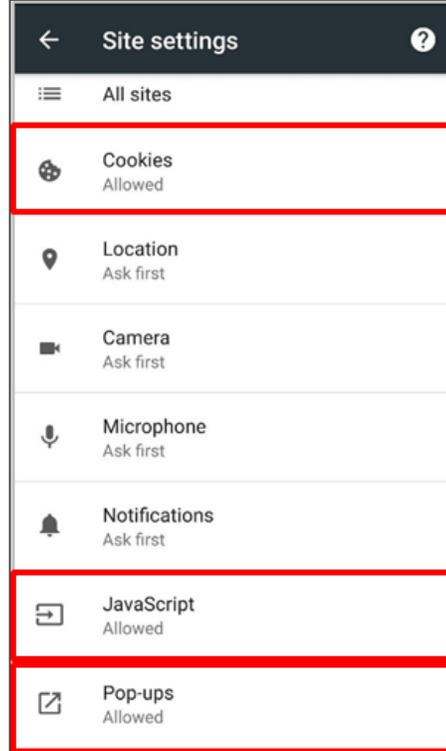 Site settings
All sites
Cookies
Allowed
Location
Ask first
Camera
Ask first
Microphone
Ask first
Notifications
Ask first
JavaScript
Allowed
Pop-ups
Allowed